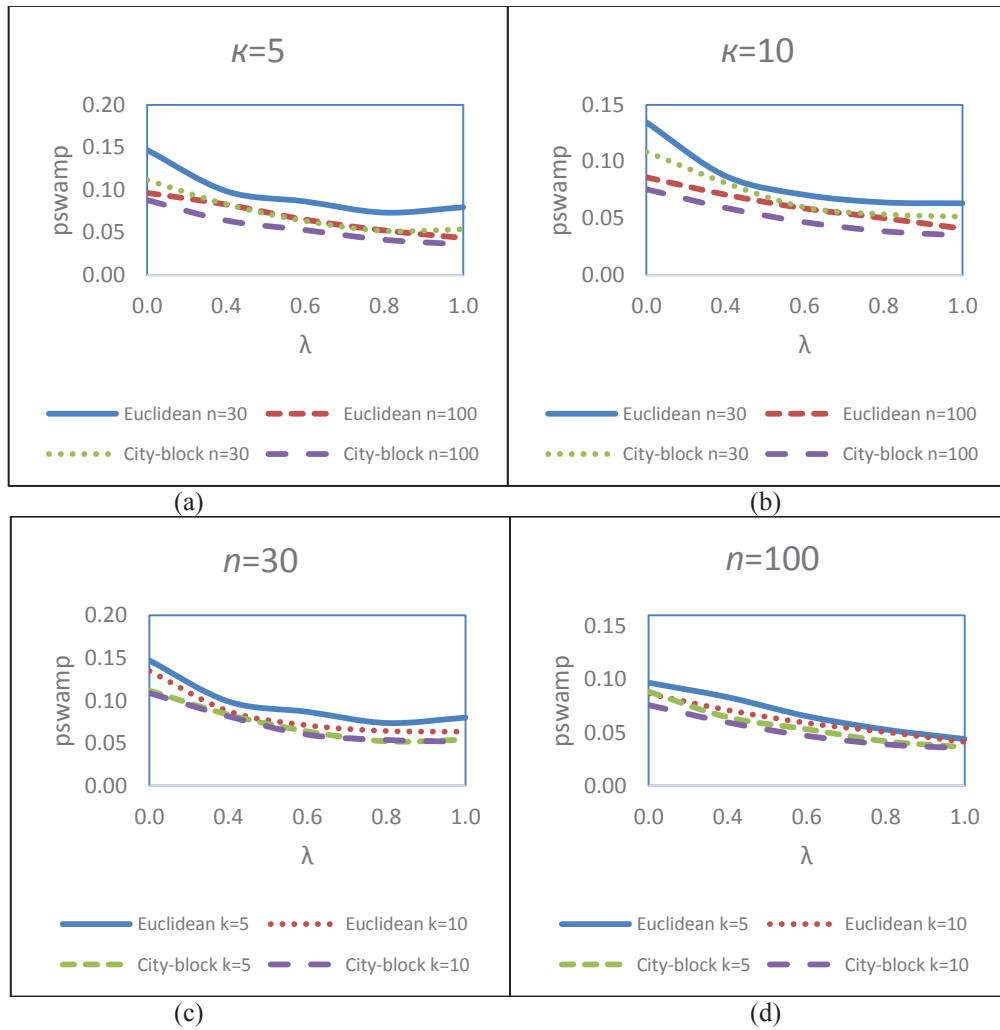 κ=5
0.20
0.15
0.10
0.05
0.00
pswamp
0.0 0.4 0.6 0.8 1.0
λ
Euclidean n=30 Euclidean n=100
City-block n=30 City-block n=100
(a)
κ=10
0.15
0.10
0.05
0.00
pswamp
0.0 0.4 0.6 0.8 1.0
λ
Euclidean n=30 Euclidean n=100
City-block n=30 City-block n=100
(b)
n=30
0.20
0.15
0.10
0.05
0.00
pswamp
0.0 0.4 0.6 0.8 1.0
λ
Euclidean k=5 Euclidean k=10
City-block k=5 City-block k=10
(c)
n=100
0.15
0.10
0.05
0.00
pswamp
0.0 0.4 0.6 0.8 1.0
λ
Euclidean k=5 Euclidean k=10
City-block k=5 City-block k=10
(d)